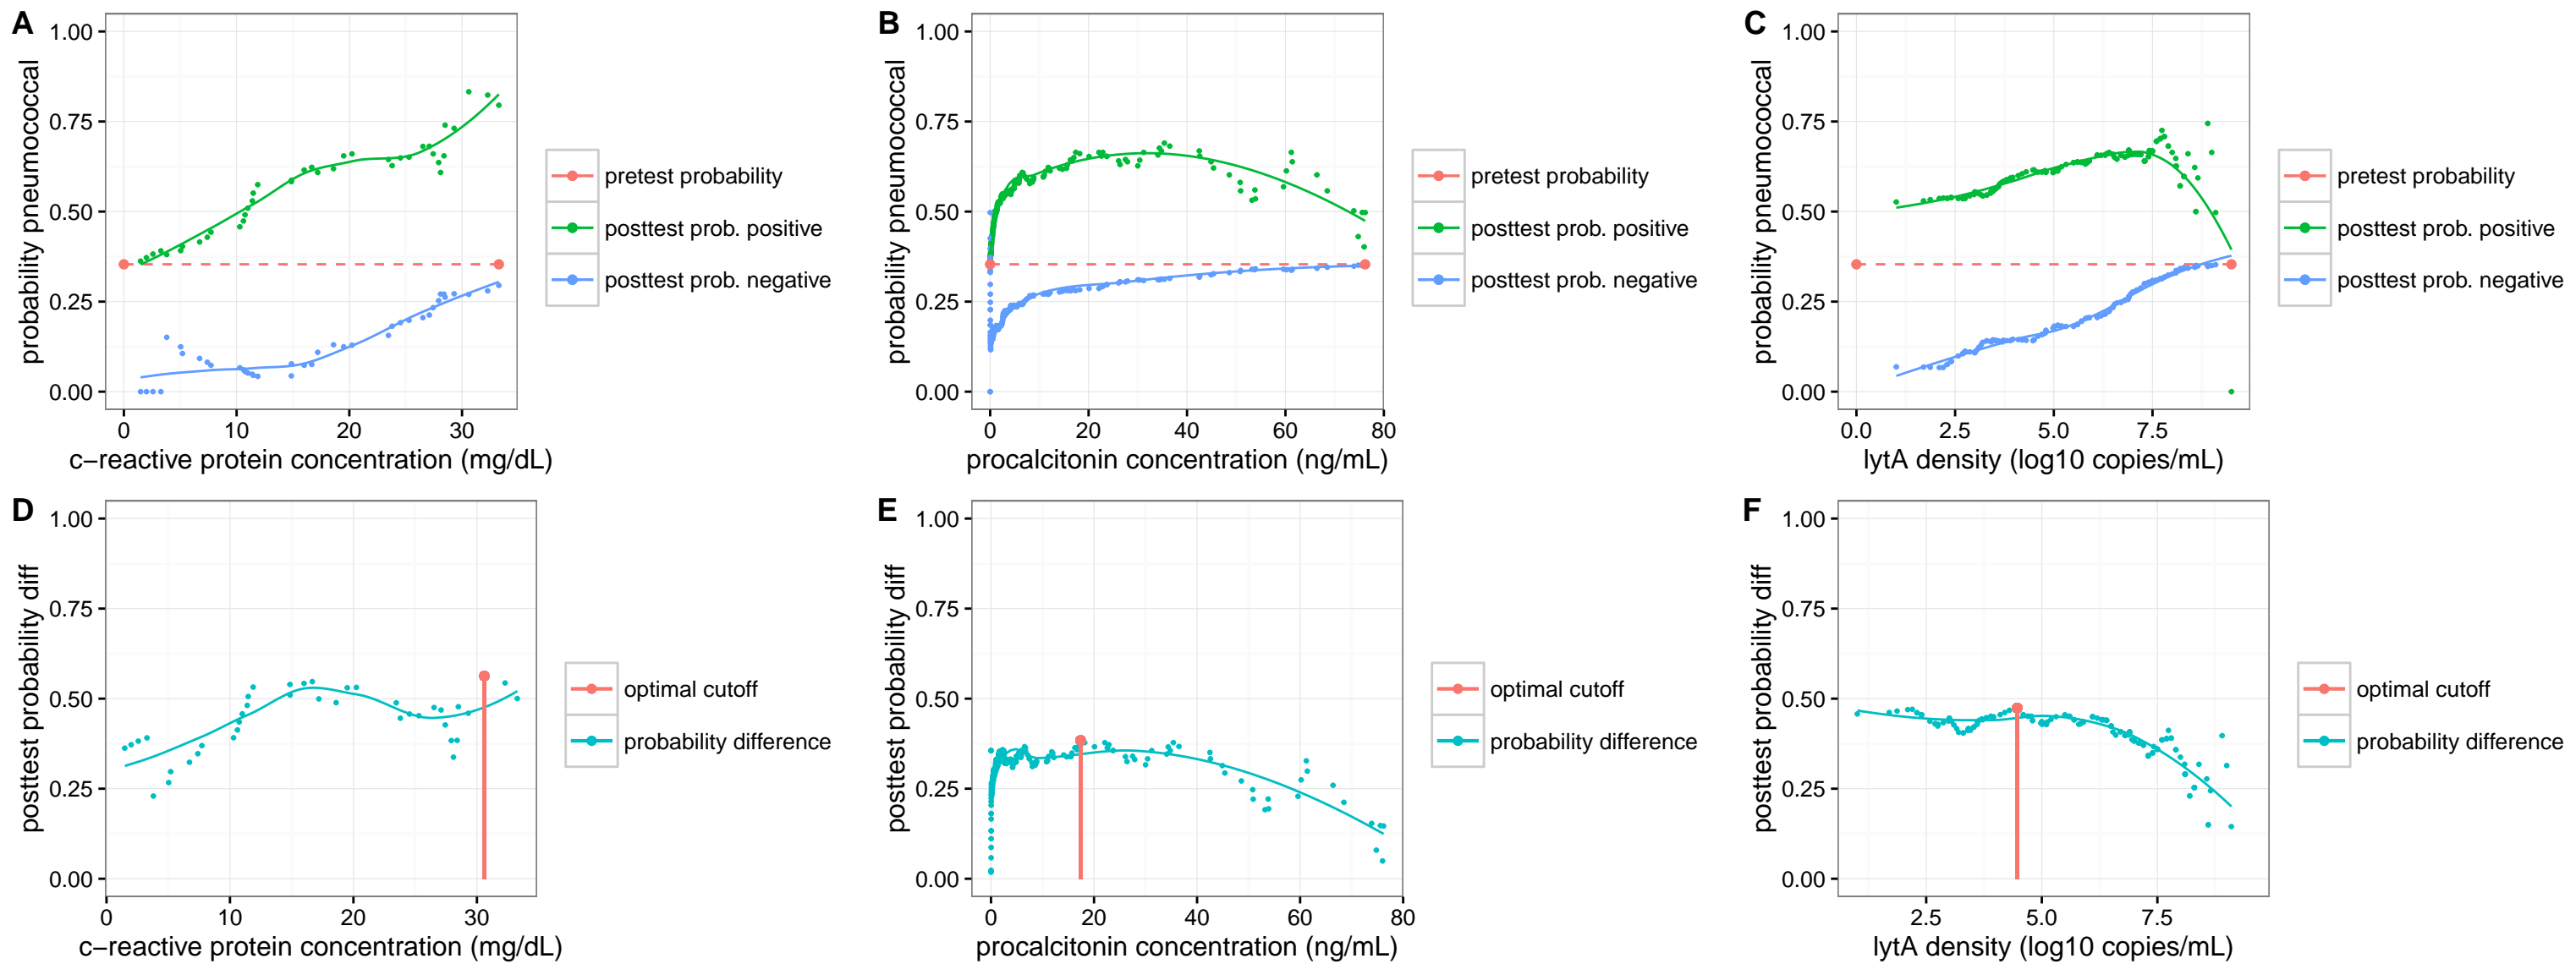 A
probability pneumococcal
1.00
0.75
0.50
0.25
0.00
0 10 20 30
c−reactive protein concentration (mg/dL)
pretest probability
posttest prob. positive
posttest prob. negative
B
probability pneumococcal
1.00
0.75
0.50
0.25
0.00
0 20 40 60 80
procalcitonin concentration (ng/mL)
pretest probability
posttest prob. positive
posttest prob. negative
C
probability pneumococcal
1.00
0.75
0.50
0.25
0.00
0.0 2.5 5.0 7.5
lytA density (log10 copies/mL)
pretest probability
posttest prob. positive
posttest prob. negative
D
posttest probability diff
1.00
0.75
0.50
0.25
0.00
0 10 20 30
c−reactive protein concentration (mg/dL)
optimal cutoff
probability difference
E
posttest probability diff
1.00
0.75
0.50
0.25
0.00
0 20 40 60 80
procalcitonin concentration (ng/mL)
optimal cutoff
probability difference
F
posttest probability diff
1.00
0.75
0.50
0.25
0.00
2.5 5.0 7.5
lytA density (log10 copies/mL)
optimal cutoff
probability difference